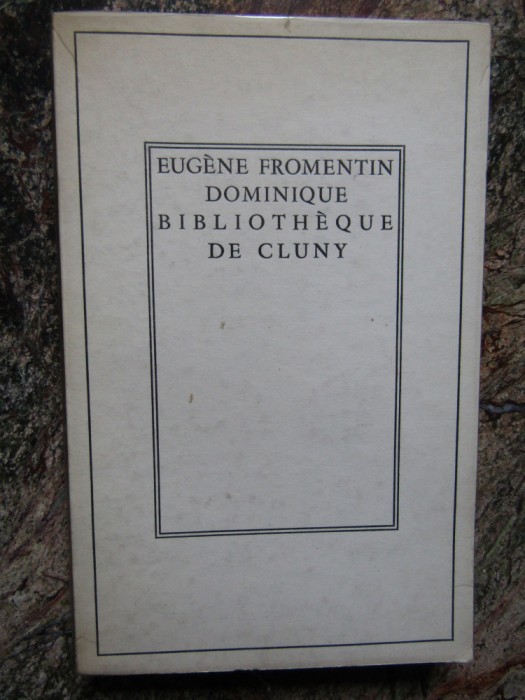 EUGÈNE FROMENTIN
DOMINIQUE
BIBLIOTHÈQUE
DE CLUNY